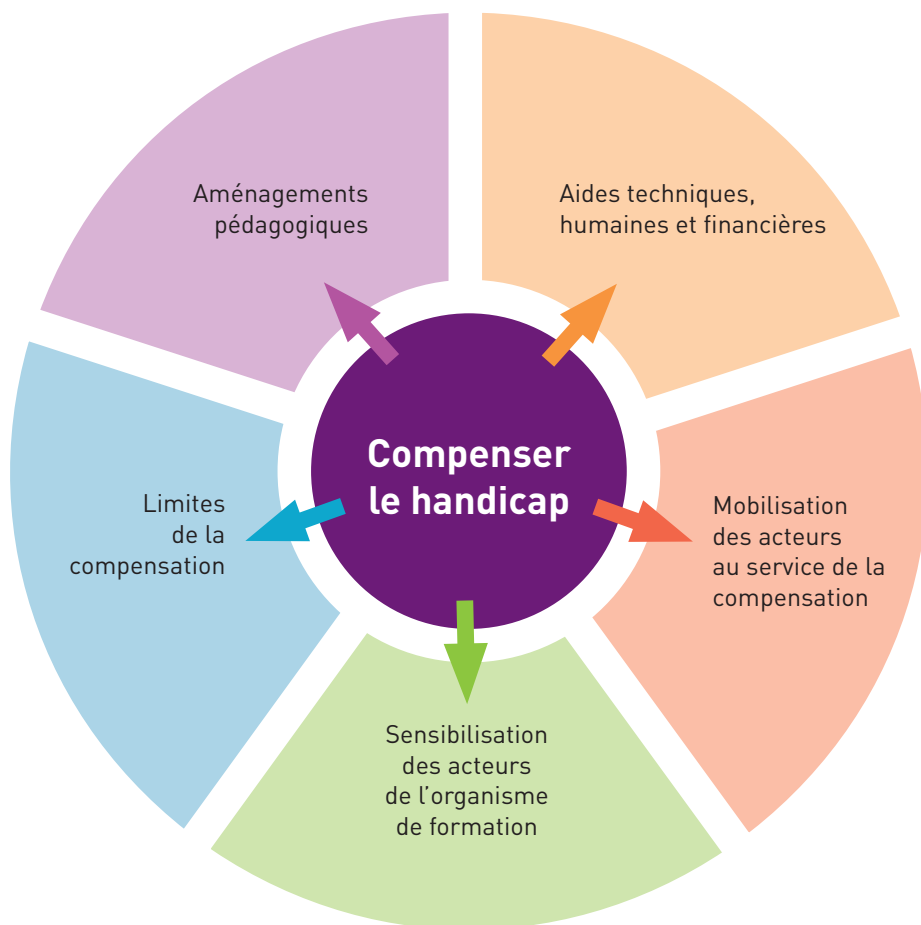 Aménagements
pédagogiques
Aides techniques,
humaines et financières
Compenser
le handicap
Limites
de la
compensation
Mobilisation
des acteurs
au service de la
compensation
Sensibilisation
des acteurs
de l’organisme
de formation